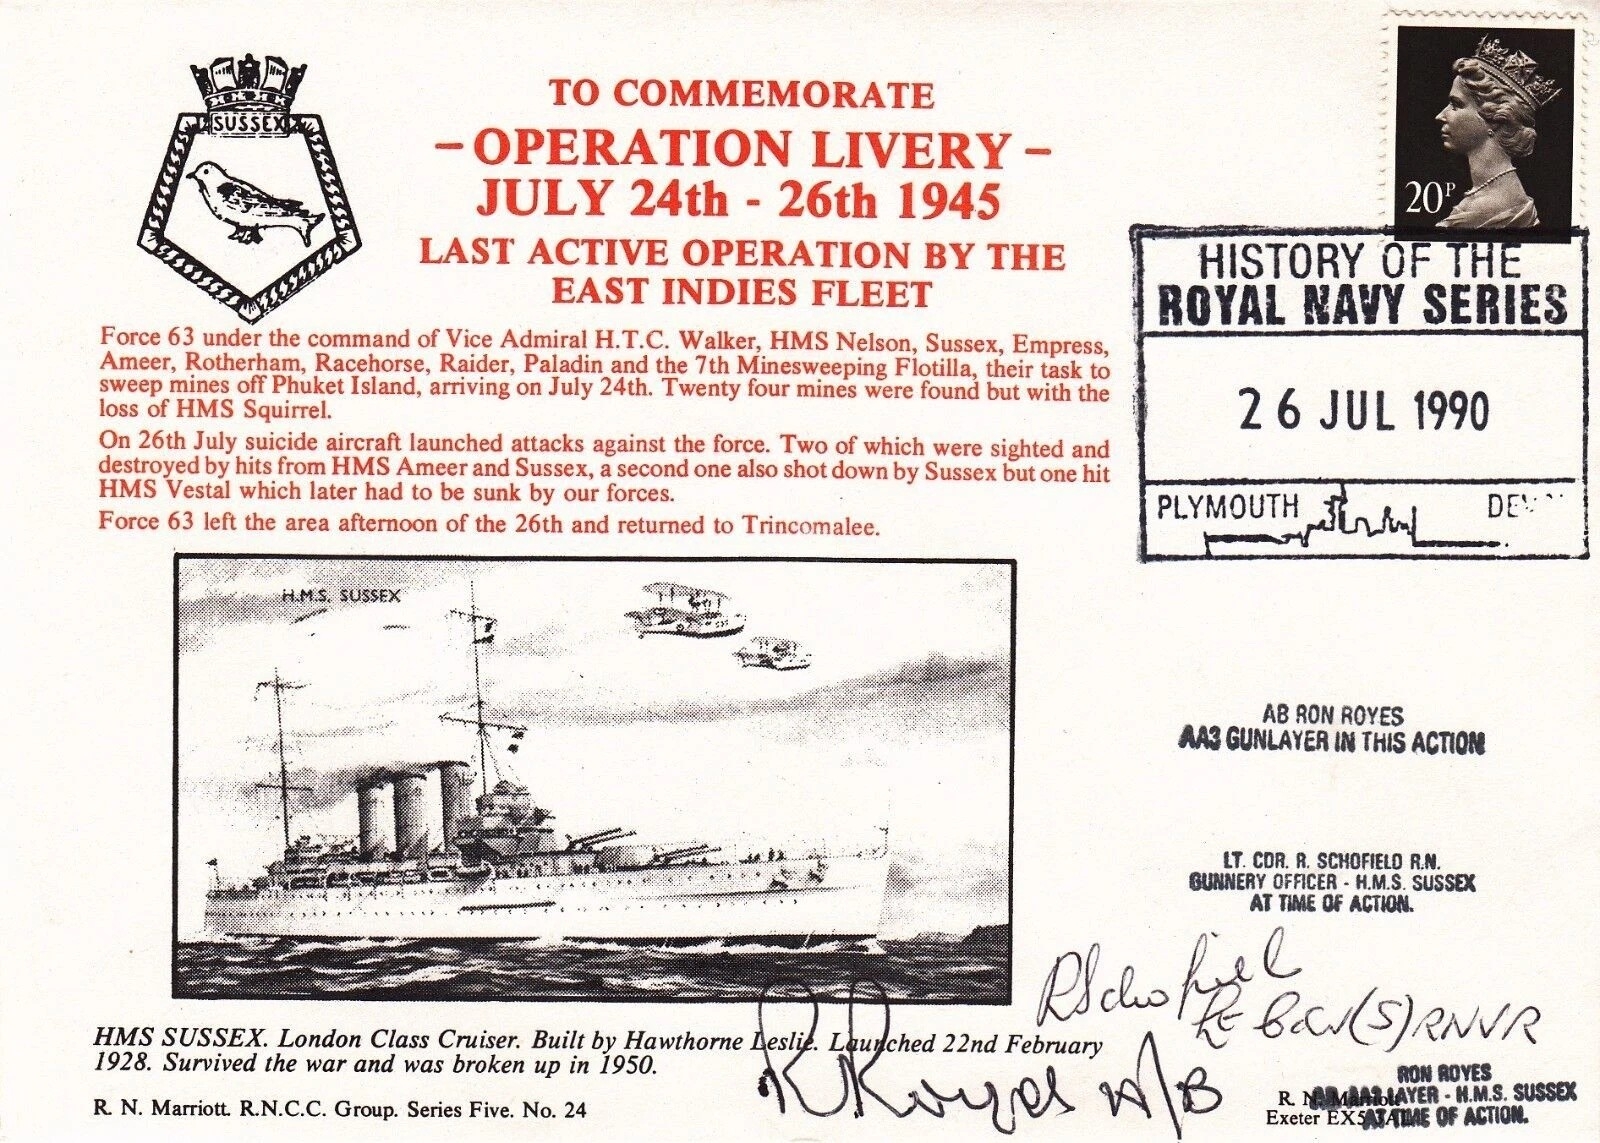 SUSSEX
TO COMMEMORATE
- OPERATION LIVERY -
JULY 24th - 26th 1945
LAST ACTIVE OPERATION BY THE
EAST INDIES FLEET
20P
HISTORY OF THE
ROYAL NAVY SERIES
26 JUL 1990
PLYMOUTH
Force 63 under the command of Vice Admiral H.T.C. Walker, HMS Nelson, Sussex, Empress,
Ameer, Rotherham, Racehorse, Raider, Paladin and the 7th Minesweeping Flotilla, their task to
sweep mines off Phuket Island, arriving on July 24th. Twenty four mines were found but with the
loss of HMS Squirrel.
On 26th July suicide aircraft launched attacks against the force. Two of which were sighted and
destroyed by hits from HMS Ameer and Sussex, a second one also shot down by Sussex but one hit
HMS Vestal which later had to be sunk by our forces.
Force 63 left the area afternoon of the 26th and returned to Trincomalee.
H.M.S. SUSSEX
AB RON ROYES
AA3 GUNLAYER IN THIS ACTION
LT. CDR. R. SCHOFIELD R.N.
GUNNERY OFFICER - H.M.S. SUSSEX
AT TIME OF ACTION.
R Schofield
(S) RNVR
HMS SUSSEX. London Class Cruiser. Built by Hawthorne Leslie. Launched 22nd February
1928. Survived the war and was broken up in 1950.
R Royes A/B
R. N. Marriott. R.N.C.C. Group. Series Five. No. 24
RON ROYES
AA3 LAYER - H.M.S. SUSSEX
AT TIME OF ACTION.
R. N. Marriott
Exeter